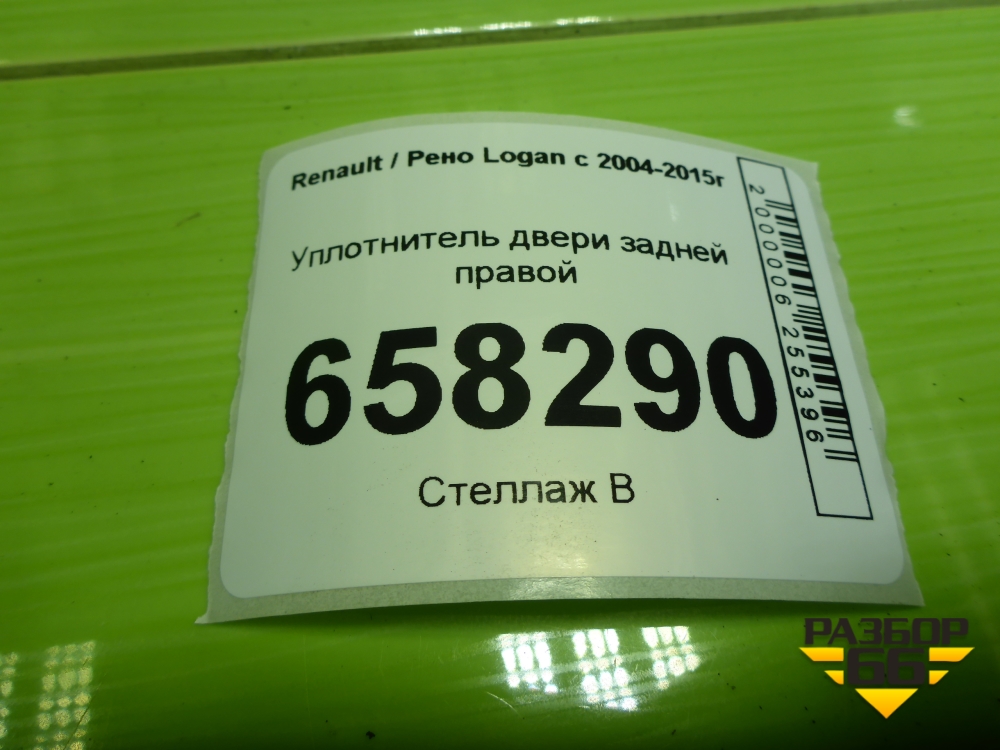 Renault / Рено Logan с 2004-2015г
Уплотнитель двери задней
правой
658290
Стеллаж В
2000006255396
РАЗБОР
66